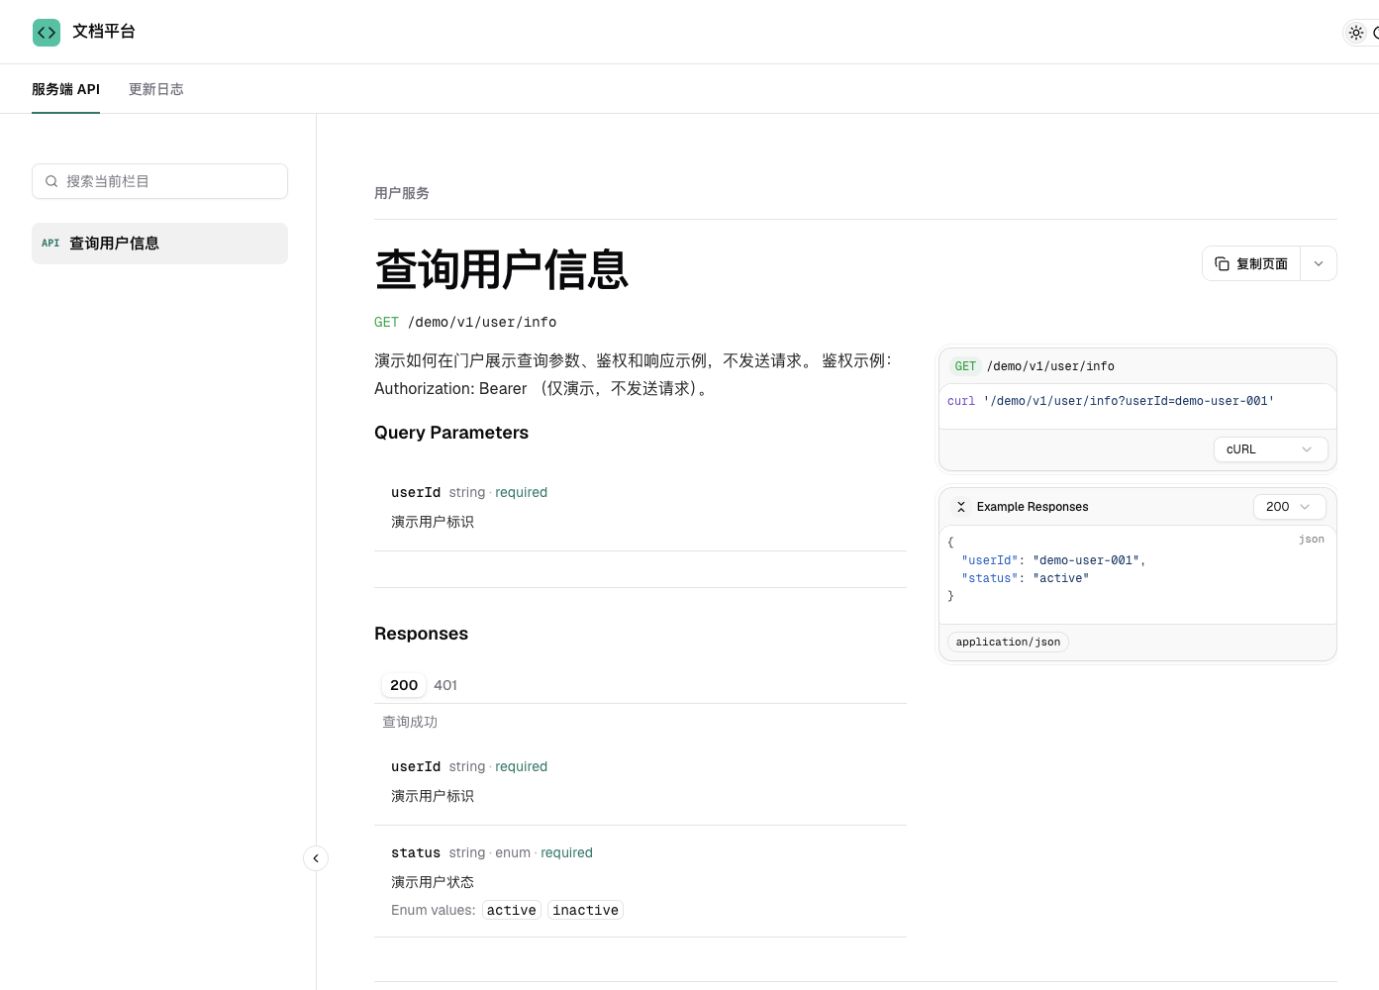 文档平台
服务端 API
更新日志
搜索当前栏目
API 查询用户信息
用户服务
查询用户信息
复制页面
GET /demo/v1/user/info
演示如何在门户展示查询参数、鉴权和响应示例，不发送请求。 鉴权示例：
Authorization: Bearer （仅演示，不发送请求）。
Query Parameters
userId string · required
演示用户标识
Responses
200 401
查询成功
userId string · required
演示用户标识
status string · enum · required
演示用户状态
Enum values: active inactive
GET /demo/v1/user/info
curl '/demo/v1/user/info?userId=demo-user-001'
cURL
Example Responses
200
json
{
"userId": "demo-user-001",
"status": "active"
}
application/json